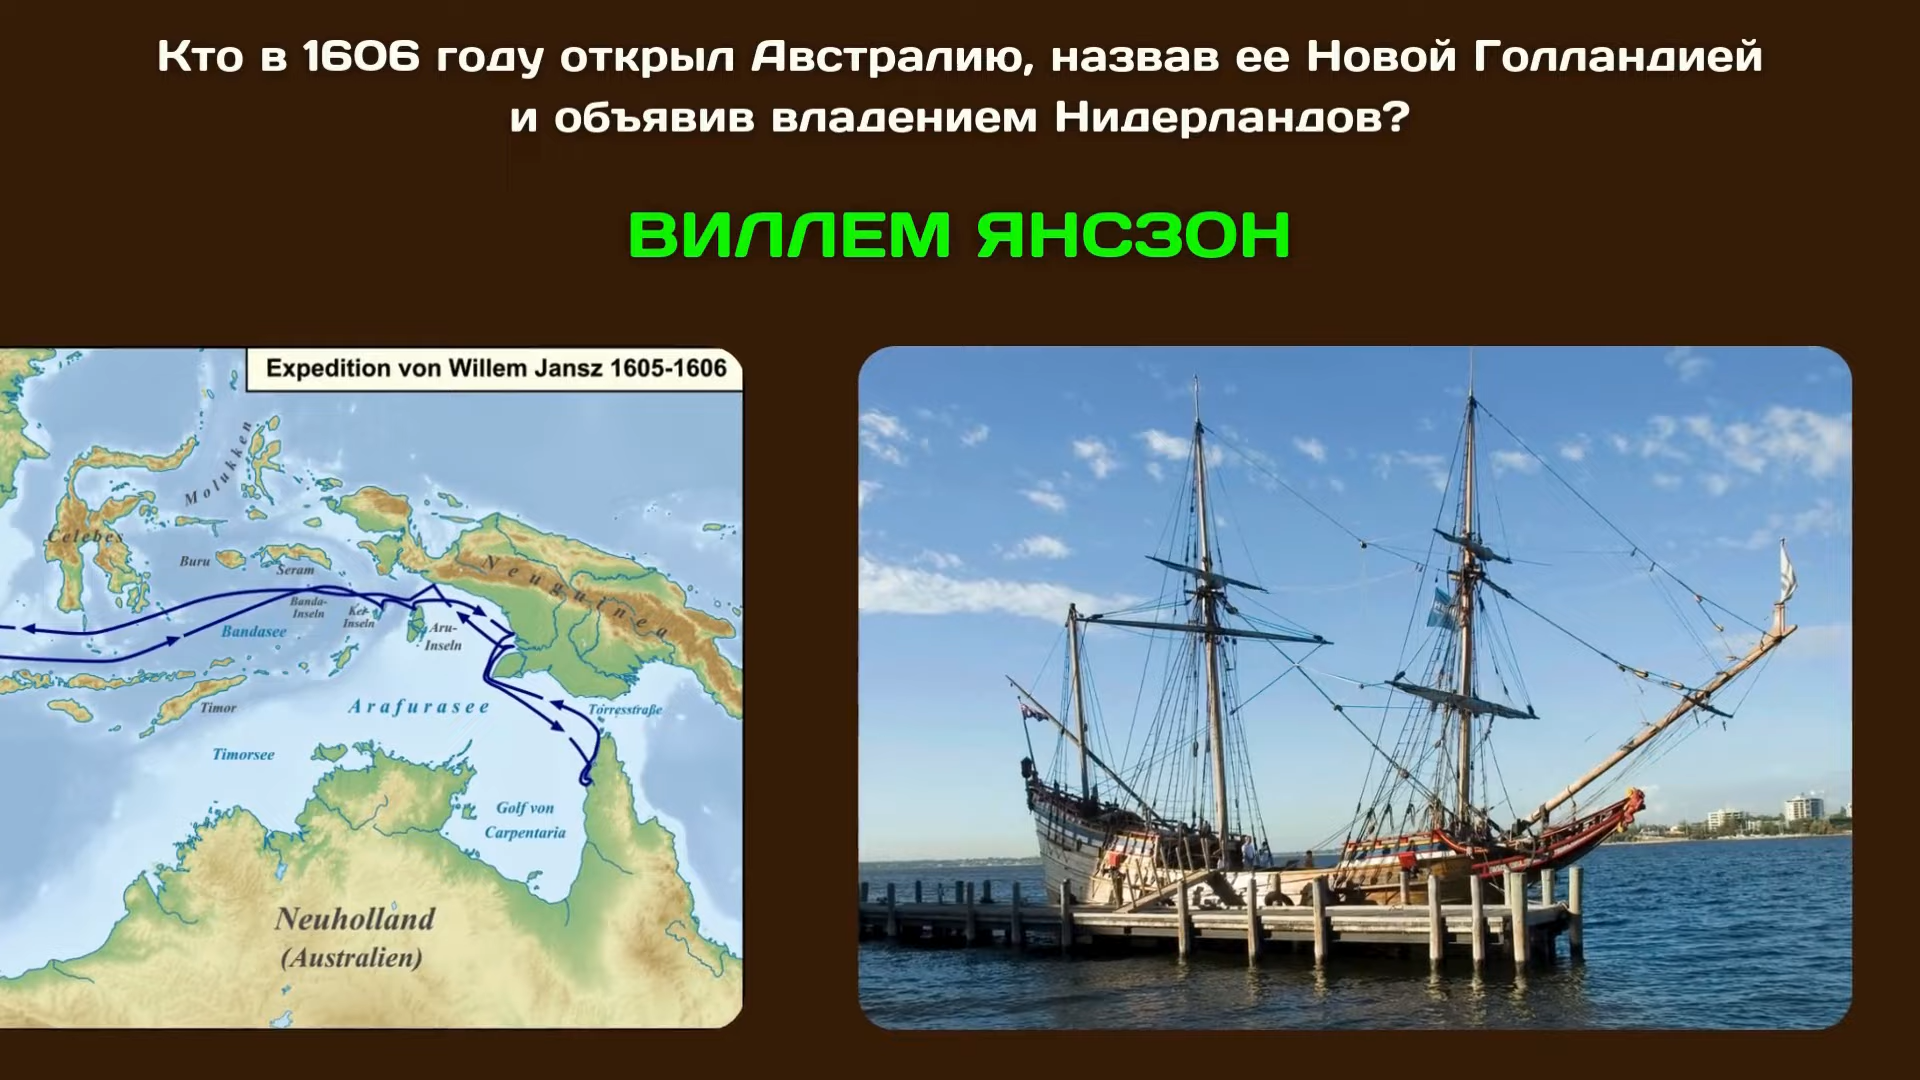 Кто в 1606 году открыл Австралию, назвав ее Новой Голландией
и объявив владением Нидерландов?
ВИЛЛЕМ ЯНСЗОН
Expedition von Willem Jansz 1605-1606
Molukken
Celebes
Buru
Seram
Neuguinea
Banda-
Inseln
Kei-
Inseln
Bandasee
Aru-
Inseln
Timor
Arafurasee
Torresstraße
Timorsee
Golf von
Carpentaria
Neuholland
(Australien)